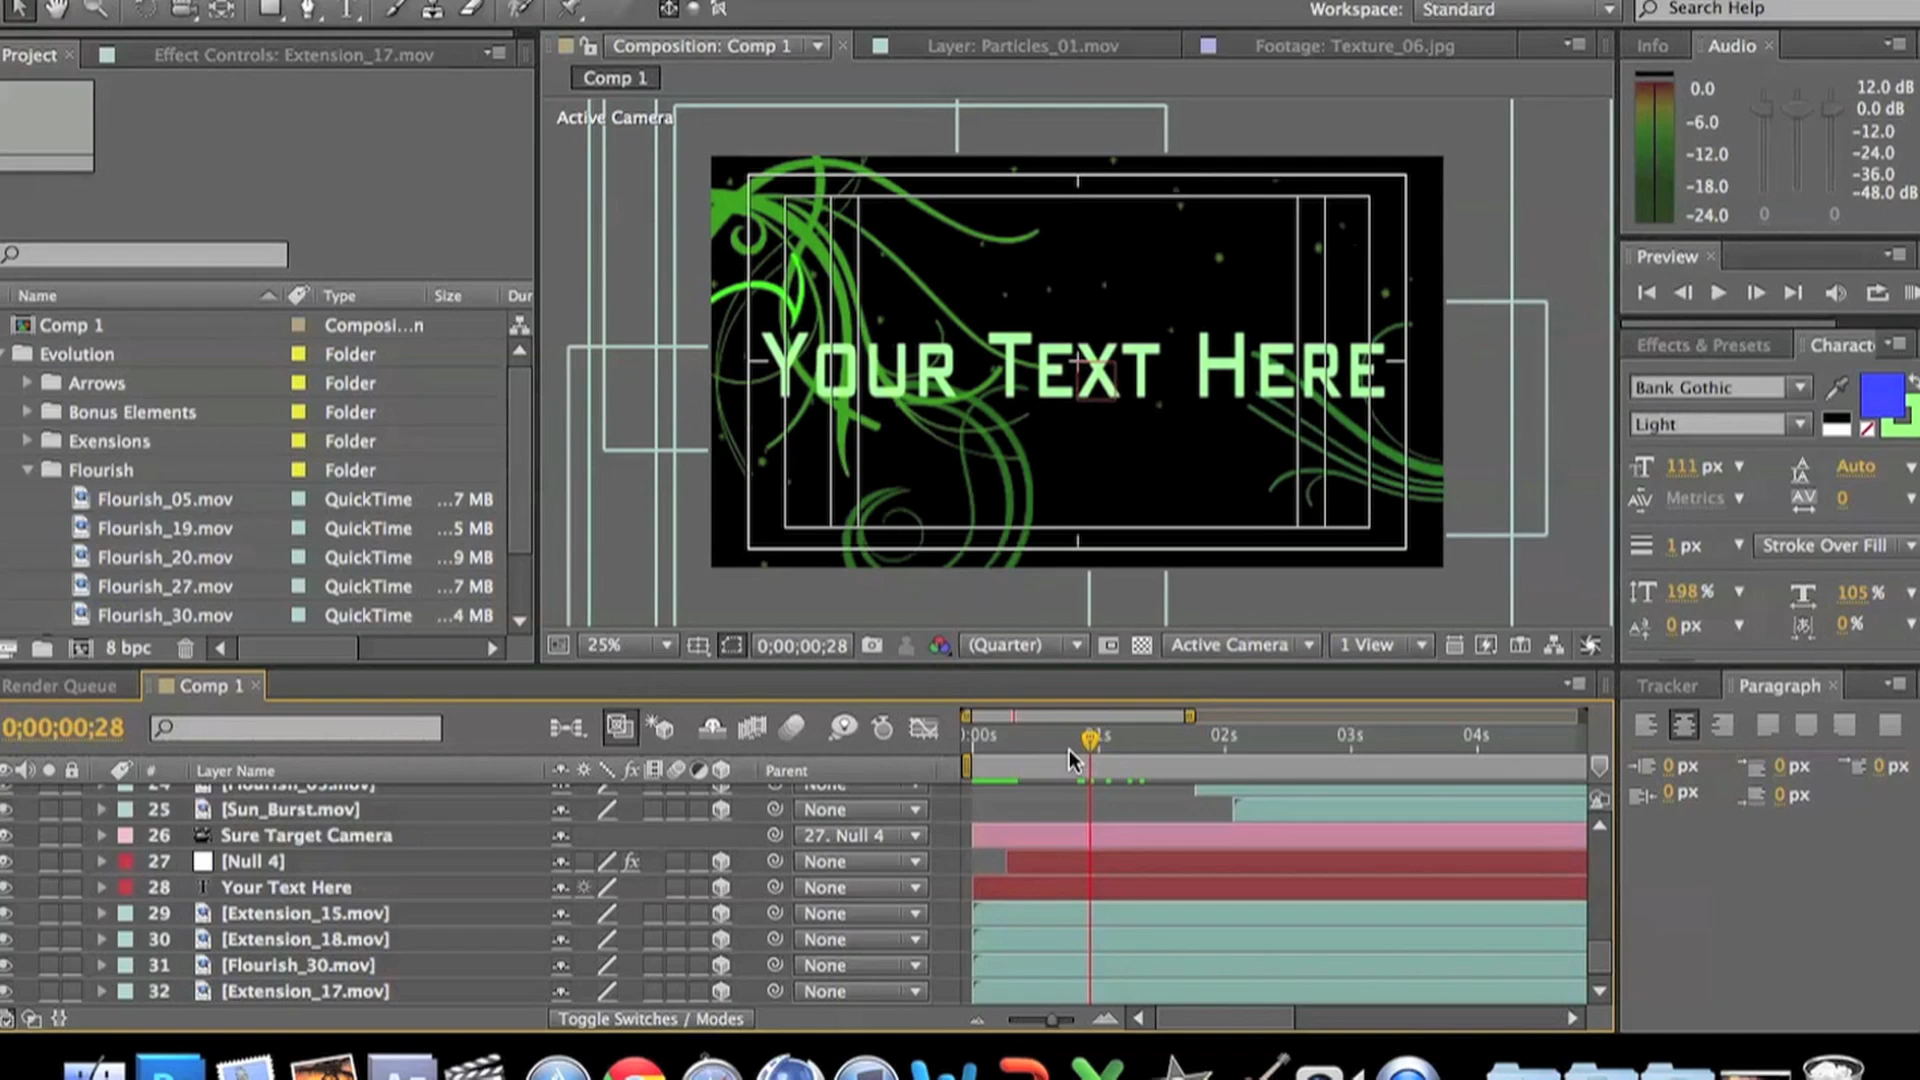 Workspace: Standard
Search Help
Project
Effect Controls: Extension_17.mov
Composition: Comp 1
Layer: Particles_01.mov
Footage: Texture_06.jpg
Info
Audio
Comp 1
Active Camera
0.0
-6.0
-12.0
-18.0
-24.0
0
0
12.0 dB
0.0 dB
-12.0
-24.0
-36.0
-48.0 dB
Preview
Name
Type
Size
Dur
Comp 1
Composi...n
Evolution
Folder
Arrows
Folder
Bonus Elements
Folder
Exensions
Folder
Flourish
Folder
Flourish_05.mov
QuickTime
...7 MB
Flourish_19.mov
QuickTime
...5 MB
Flourish_20.mov
QuickTime
...9 MB
Flourish_27.mov
QuickTime
...7 MB
Flourish_30.mov
QuickTime
...4 MB
8 bpc
Your Text Here
Effects & Presets
Charact
Bank Gothic
Light
111 px
Auto
Metrics
0
1 px
Stroke Over Fill
198 %
105 %
0 px
0 %
25%
0;00;00;28
(Quarter)
Active Camera
1 View
Render Queue
Comp 1
Tracker
Paragraph
0;00;00;28
):00s
02s
03s
04s
#
Layer Name
fx
Parent
25
[Sun_Burst.mov]
None
26
Sure Target Camera
27. Null 4
27
[Null 4]
fx
None
28
T
Your Text Here
None
29
[Extension_15.mov]
None
30
[Extension_18.mov]
None
31
[Flourish_30.mov]
None
32
[Extension_17.mov]
None
Toggle Switches / Modes
0 px
0 px
0 px
0 px
0 px